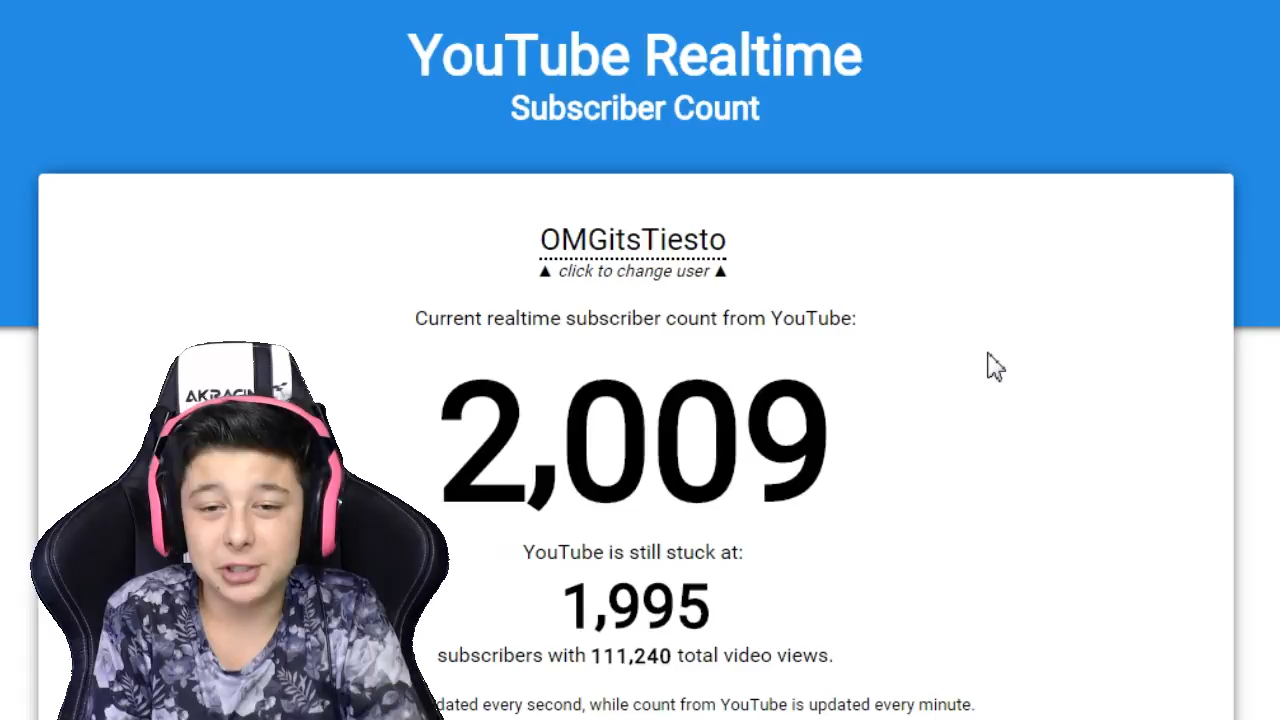 YouTube Realtime
Subscriber Count
OMGitsTiesto
▲ click to change user ▲
Current realtime subscriber count from YouTube:
2,009
YouTube is still stuck at:
1,995
subscribers with 111,240 total video views.
AKRACIN
dated every second, while count from YouTube is updated every minute.